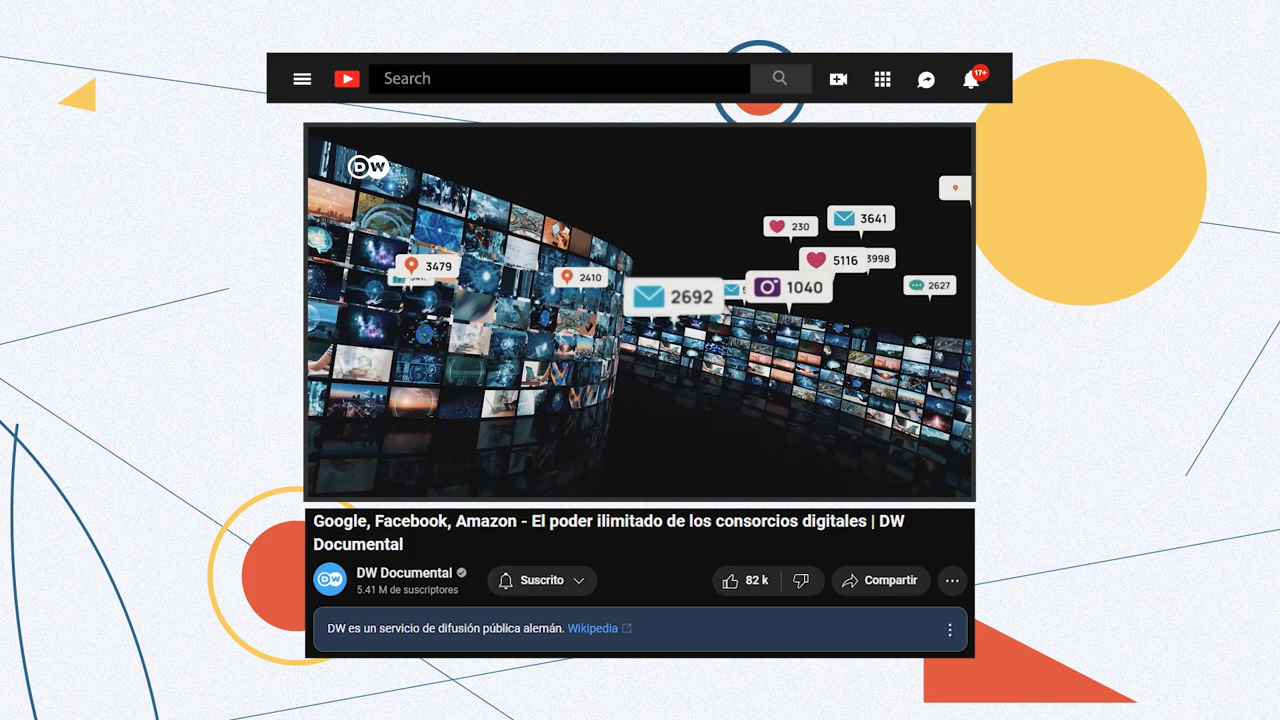 Search
17+
DW
230
3641
5116
3998
3479
2410
2692
1040
2627
Google, Facebook, Amazon - El poder ilimitado de los consorcios digitales | DW
Documental
DW Documental
5.41 M de suscriptores
Suscrito
82 k
Compartir
DW es un servicio de difusión pública alemán. Wikipedia